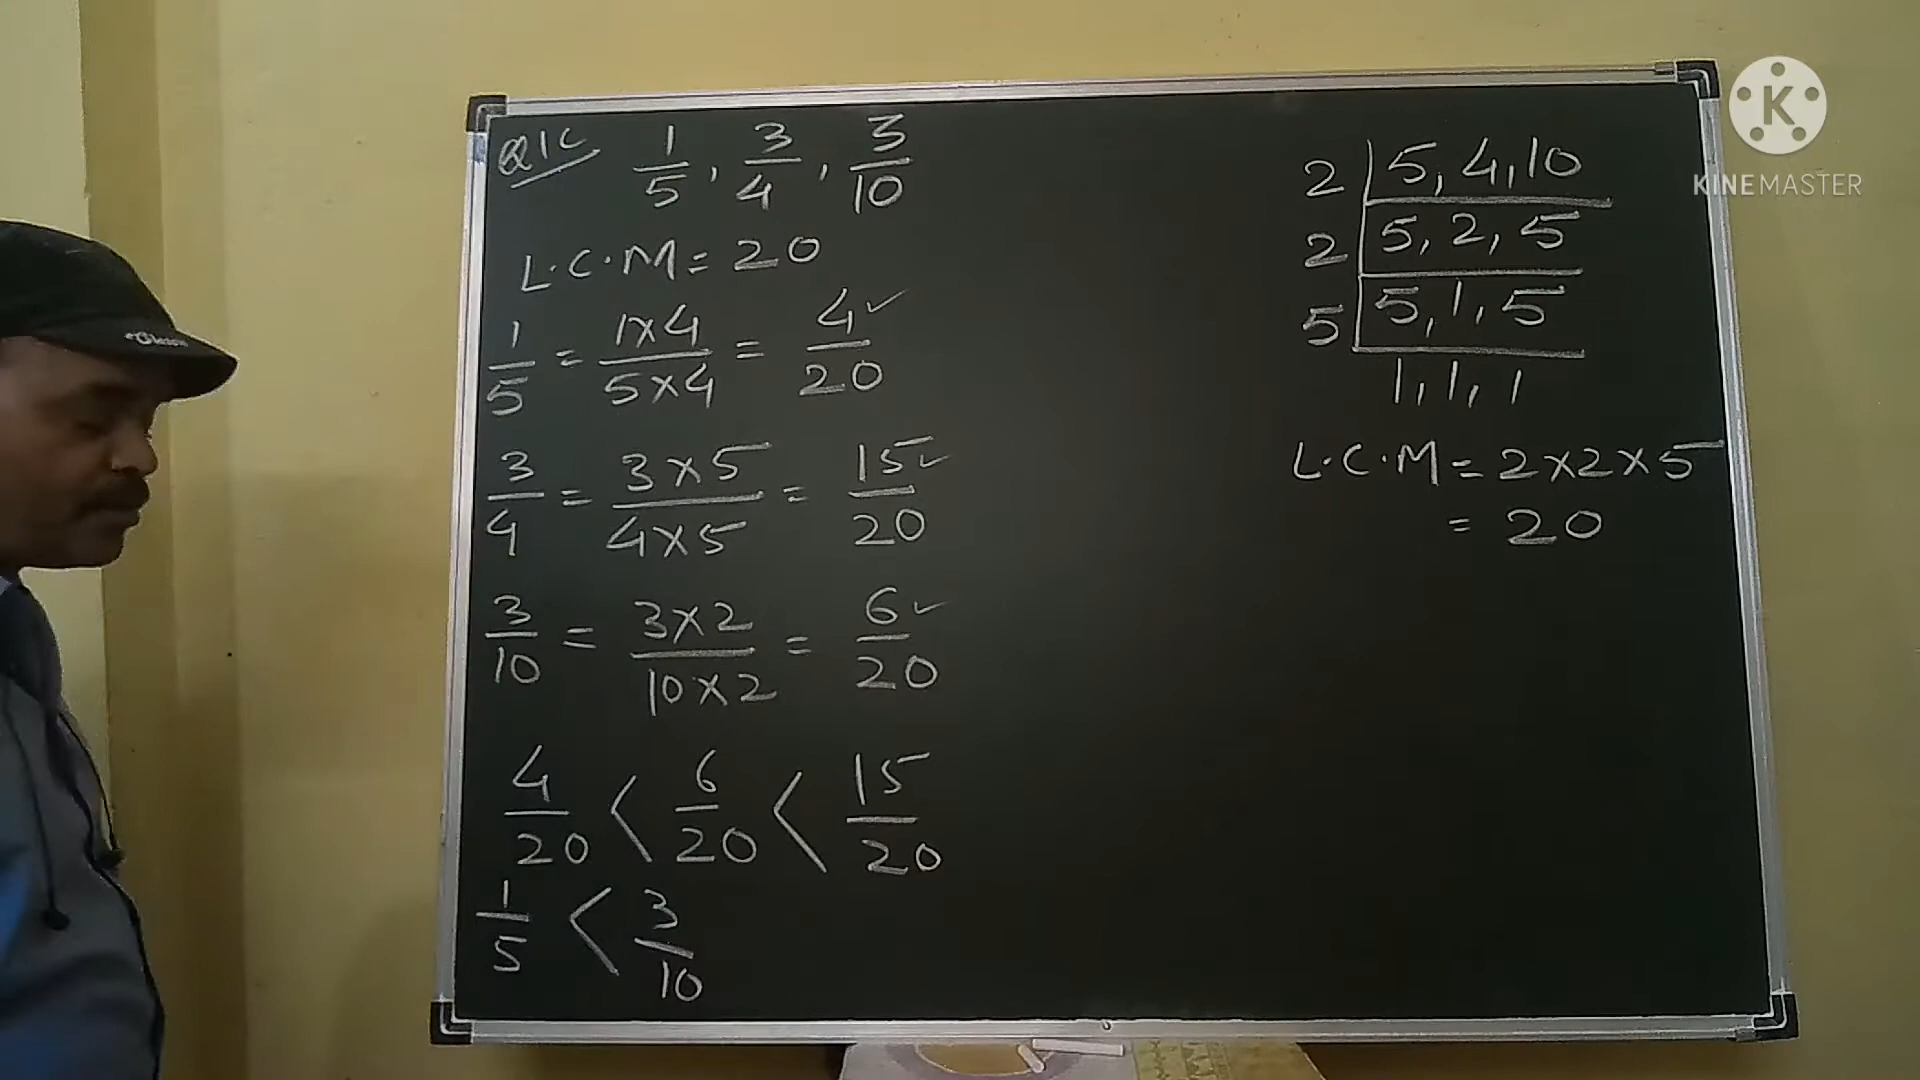 Q1c 1/5, 3/4, 3/10
L.C.M = 20
1/5 = 1×4/5×4 = 4/20 ✓
3/4 = 3×5/4×5 = 15/20 ✓
3/10 = 3×2/10×2 = 6/20 ✓
4/20 < 6/20 < 15/20
1/5 < 3/10
2 | 5, 4, 10
2 | 5, 2, 5
5 | 5, 1, 5
1, 1, 1
L.C.M = 2×2×5
= 20
K
KINEMASTER